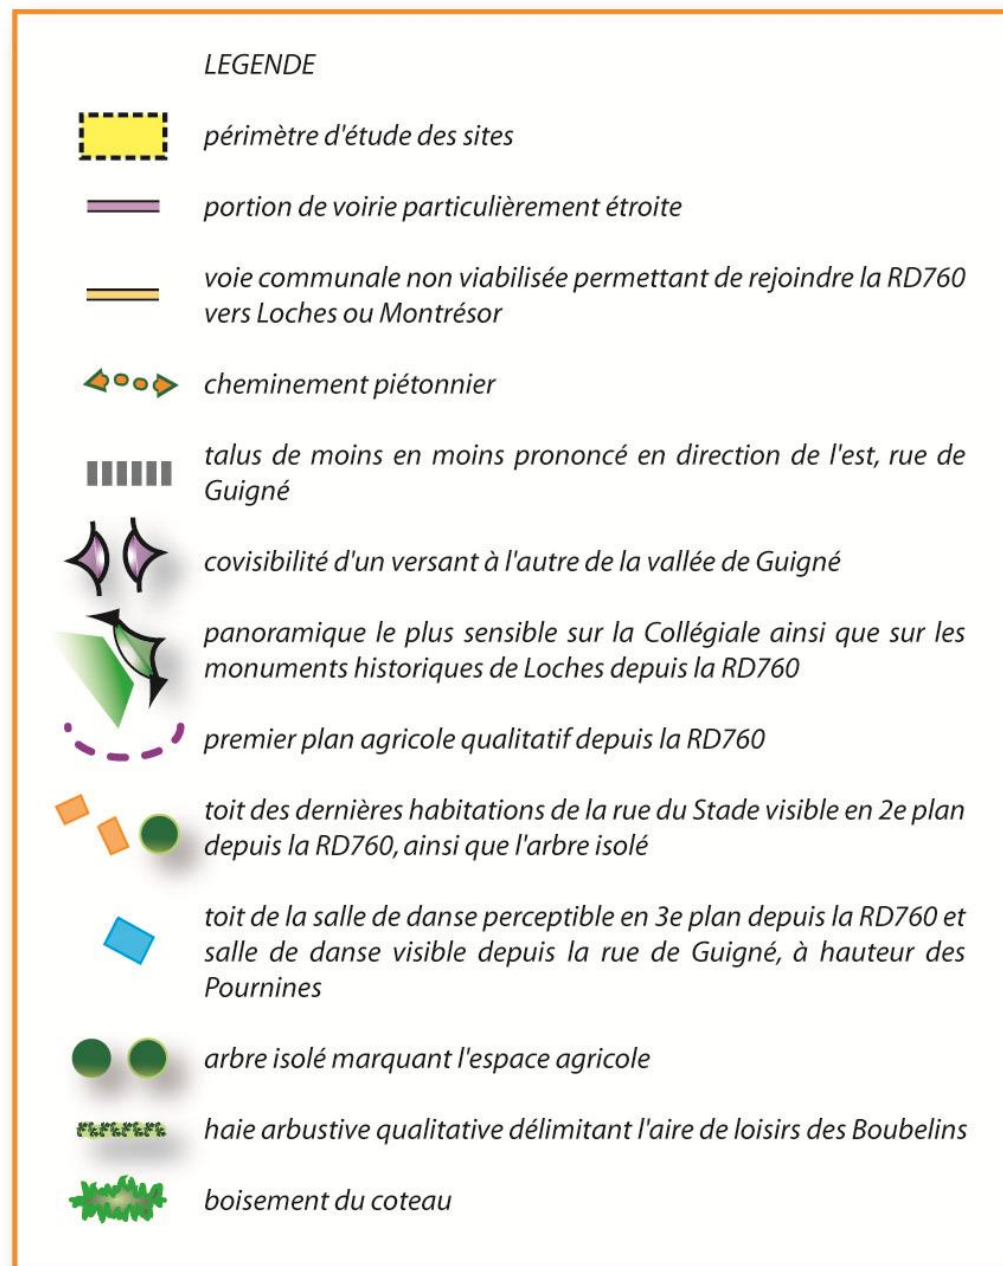 LEGENDE
périmètre d'étude des sites
portion de voirie particulièrement étroite
voie communale non viabilisée permettant de rejoindre la RD760
vers Loches ou Montrésor
cheminement piétonnier
talus de moins en moins prononcé en direction de l'est, rue de
Guigné
covisibilité d'un versant à l'autre de la vallée de Guigné
panoramique le plus sensible sur la Collégiale ainsi que sur les
monuments historiques de Loches depuis la RD760
premier plan agricole qualitatif depuis la RD760
toit des dernières habitations de la rue du Stade visible en 2e plan
depuis la RD760, ainsi que l'arbre isolé
toit de la salle de danse perceptible en 3e plan depuis la RD760 et
salle de danse visible depuis la rue de Guigné, à hauteur des
Pournines
arbre isolé marquant l'espace agricole
haie arbustive qualitative délimitant l'aire de loisirs des Boubelins
boisement du coteau